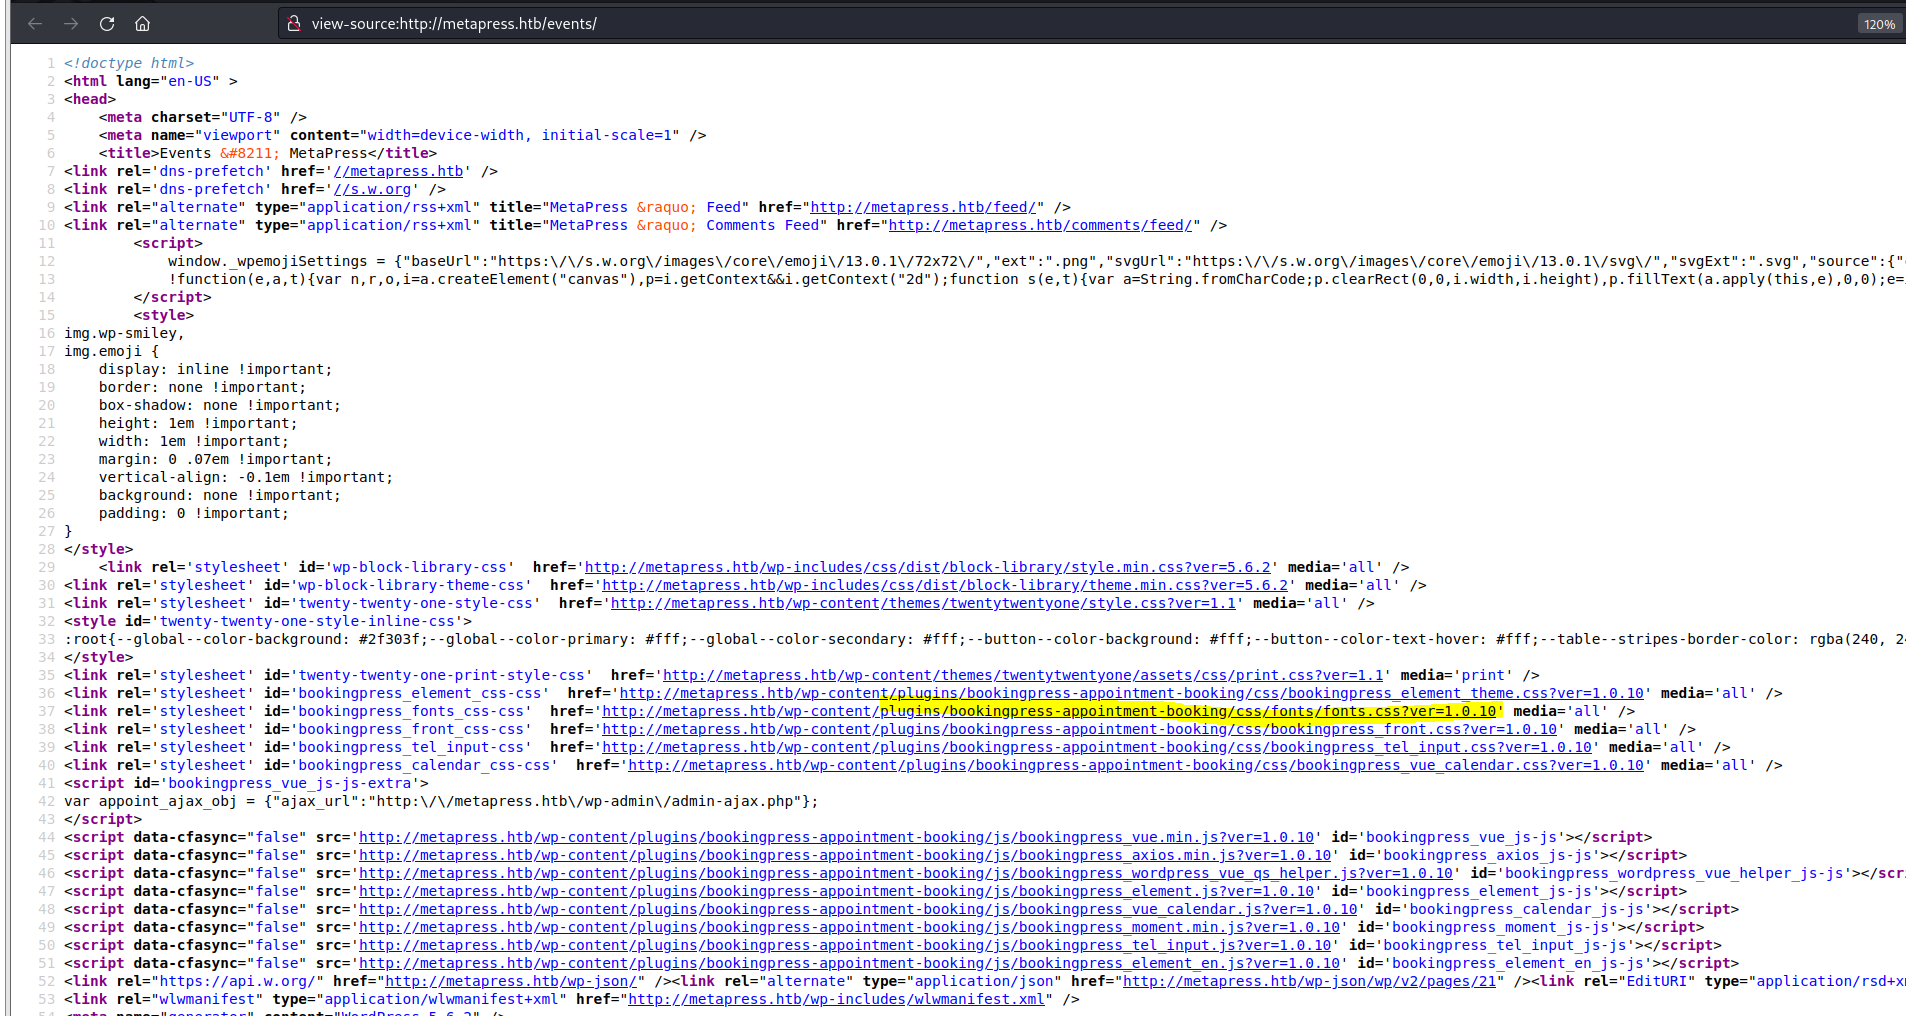 view-source:http://metapress.htb/events/
120%
1 <!doctype html>
2 <html lang="en-US" >
3 <head>
4 <meta charset="UTF-8" />
5 <meta name="viewport" content="width=device-width, initial-scale=1" />
6 <title>Events &#8211; MetaPress</title>
7 <link rel='dns-prefetch' href='//metapress.htb' />
8 <link rel='dns-prefetch' href='//s.w.org' />
9 <link rel="alternate" type="application/rss+xml" title="MetaPress &raquo; Feed" href="http://metapress.htb/feed/" />
10 <link rel="alternate" type="application/rss+xml" title="MetaPress &raquo; Comments Feed" href="http://metapress.htb/comments/feed/" />
11 <script>
12 window._wpemojiSettings = {"baseUrl":"https:\/\/s.w.org\/images\/core\/emoji\/13.0.1\/72x72\/","ext":".png","svgUrl":"https:\/\/s.w.org\/images\/core\/emoji\/13.0.1\/svg\/","svgExt":".svg","source":{"
13 !function(e,a,t){var n,r,o,i=a.createElement("canvas"),p=i.getContext&&i.getContext("2d");function s(e,t){var a=String.fromCharCode;p.clearRect(0,0,i.width,i.height),p.fillText(a.apply(this,e),0,0);e=
14 </script>
15 <style>
16 img.wp-smiley,
17 img.emoji {
18 display: inline !important;
19 border: none !important;
20 box-shadow: none !important;
21 height: 1em !important;
22 width: 1em !important;
23 margin: 0 .07em !important;
24 vertical-align: -0.1em !important;
25 background: none !important;
26 padding: 0 !important;
27 }
28 </style>
29 <link rel='stylesheet' id='wp-block-library-css' href='http://metapress.htb/wp-includes/css/dist/block-library/style.min.css?ver=5.6.2' media='all' />
30 <link rel='stylesheet' id='wp-block-library-theme-css' href='http://metapress.htb/wp-includes/css/dist/block-library/theme.min.css?ver=5.6.2' media='all' />
31 <link rel='stylesheet' id='twenty-twenty-one-style-css' href='http://metapress.htb/wp-content/themes/twentytwentyone/style.css?ver=1.1' media='all' />
32 <style id='twenty-twenty-one-style-inline-css'>
33 :root{--global--color-background: #2f303f;--global--color-primary: #fff;--global--color-secondary: #fff;--button--color-background: #fff;--button--color-text-hover: #fff;--table--stripes-border-color: rgba(240, 2
34 </style>
35 <link rel='stylesheet' id='twenty-twenty-one-print-style-css' href='http://metapress.htb/wp-content/themes/twentytwentyone/assets/css/print.css?ver=1.1' media='print' />
36 <link rel='stylesheet' id='bookingpress_element_css-css' href='http://metapress.htb/wp-content/plugins/bookingpress-appointment-booking/css/bookingpress_element_theme.css?ver=1.0.10' media='all' />
37 <link rel='stylesheet' id='bookingpress_fonts_css-css' href='http://metapress.htb/wp-content/plugins/bookingpress-appointment-booking/css/fonts/fonts.css?ver=1.0.10' media='all' />
38 <link rel='stylesheet' id='bookingpress_front_css-css' href='http://metapress.htb/wp-content/plugins/bookingpress-appointment-booking/css/bookingpress_front.css?ver=1.0.10' media='all' />
39 <link rel='stylesheet' id='bookingpress_tel_input-css' href='http://metapress.htb/wp-content/plugins/bookingpress-appointment-booking/css/bookingpress_tel_input.css?ver=1.0.10' media='all' />
40 <link rel='stylesheet' id='bookingpress_calendar_css-css' href='http://metapress.htb/wp-content/plugins/bookingpress-appointment-booking/css/bookingpress_vue_calendar.css?ver=1.0.10' media='all' />
41 <script id='bookingpress_vue_js-js-extra'>
42 var appoint_ajax_obj = {"ajax_url":"http:\/\/metapress.htb\/wp-admin\/admin-ajax.php"};
43 </script>
44 <script data-cfasync="false" src='http://metapress.htb/wp-content/plugins/bookingpress-appointment-booking/js/bookingpress_vue.min.js?ver=1.0.10' id='bookingpress_vue_js-js'></script>
45 <script data-cfasync="false" src='http://metapress.htb/wp-content/plugins/bookingpress-appointment-booking/js/bookingpress_axios.min.js?ver=1.0.10' id='bookingpress_axios_js-js'></script>
46 <script data-cfasync="false" src='http://metapress.htb/wp-content/plugins/bookingpress-appointment-booking/js/bookingpress_wordpress_vue_qs_helper.js?ver=1.0.10' id='bookingpress_wordpress_vue_helper_js-js'></scr
47 <script data-cfasync="false" src='http://metapress.htb/wp-content/plugins/bookingpress-appointment-booking/js/bookingpress_element.js?ver=1.0.10' id='bookingpress_element_js-js'></script>
48 <script data-cfasync="false" src='http://metapress.htb/wp-content/plugins/bookingpress-appointment-booking/js/bookingpress_vue_calendar.js?ver=1.0.10' id='bookingpress_calendar_js-js'></script>
49 <script data-cfasync="false" src='http://metapress.htb/wp-content/plugins/bookingpress-appointment-booking/js/bookingpress_moment.min.js?ver=1.0.10' id='bookingpress_moment_js-js'></script>
50 <script data-cfasync="false" src='http://metapress.htb/wp-content/plugins/bookingpress-appointment-booking/js/bookingpress_tel_input.js?ver=1.0.10' id='bookingpress_tel_input_js-js'></script>
51 <script data-cfasync="false" src='http://metapress.htb/wp-content/plugins/bookingpress-appointment-booking/js/bookingpress_element_en.js?ver=1.0.10' id='bookingpress_element_en_js-js'></script>
52 <link rel="https://api.w.org/" href="http://metapress.htb/wp-json/" /><link rel="alternate" type="application/json" href="http://metapress.htb/wp-json/wp/v2/pages/21" /><link rel="EditURI" type="application/rsd+x
53 <link rel="wlwmanifest" type="application/wlwmanifest+xml" href="http://metapress.htb/wp-includes/wlwmanifest.xml" />
54 <meta name="generator" content="WordPress 5.6.2" />